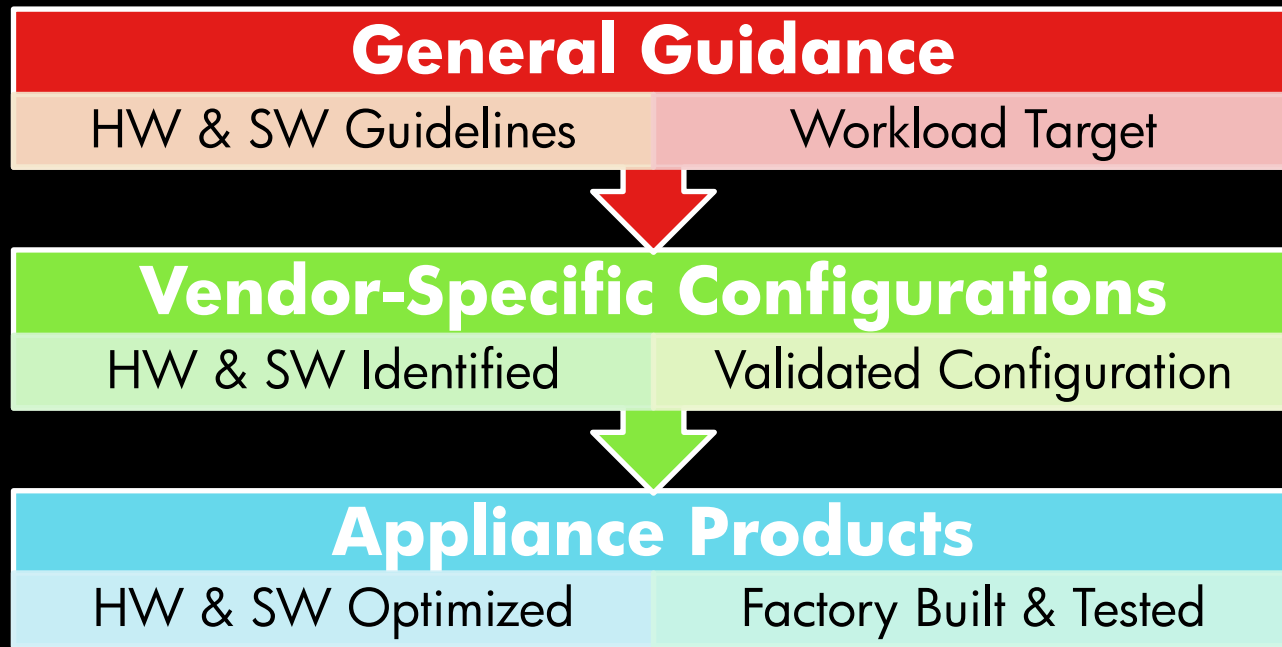 General Guidance
HW & SW Guidelines
Workload Target
Vendor-Specific Configurations
HW & SW Identified
Validated Configuration
Appliance Products
HW & SW Optimized
Factory Built & Tested